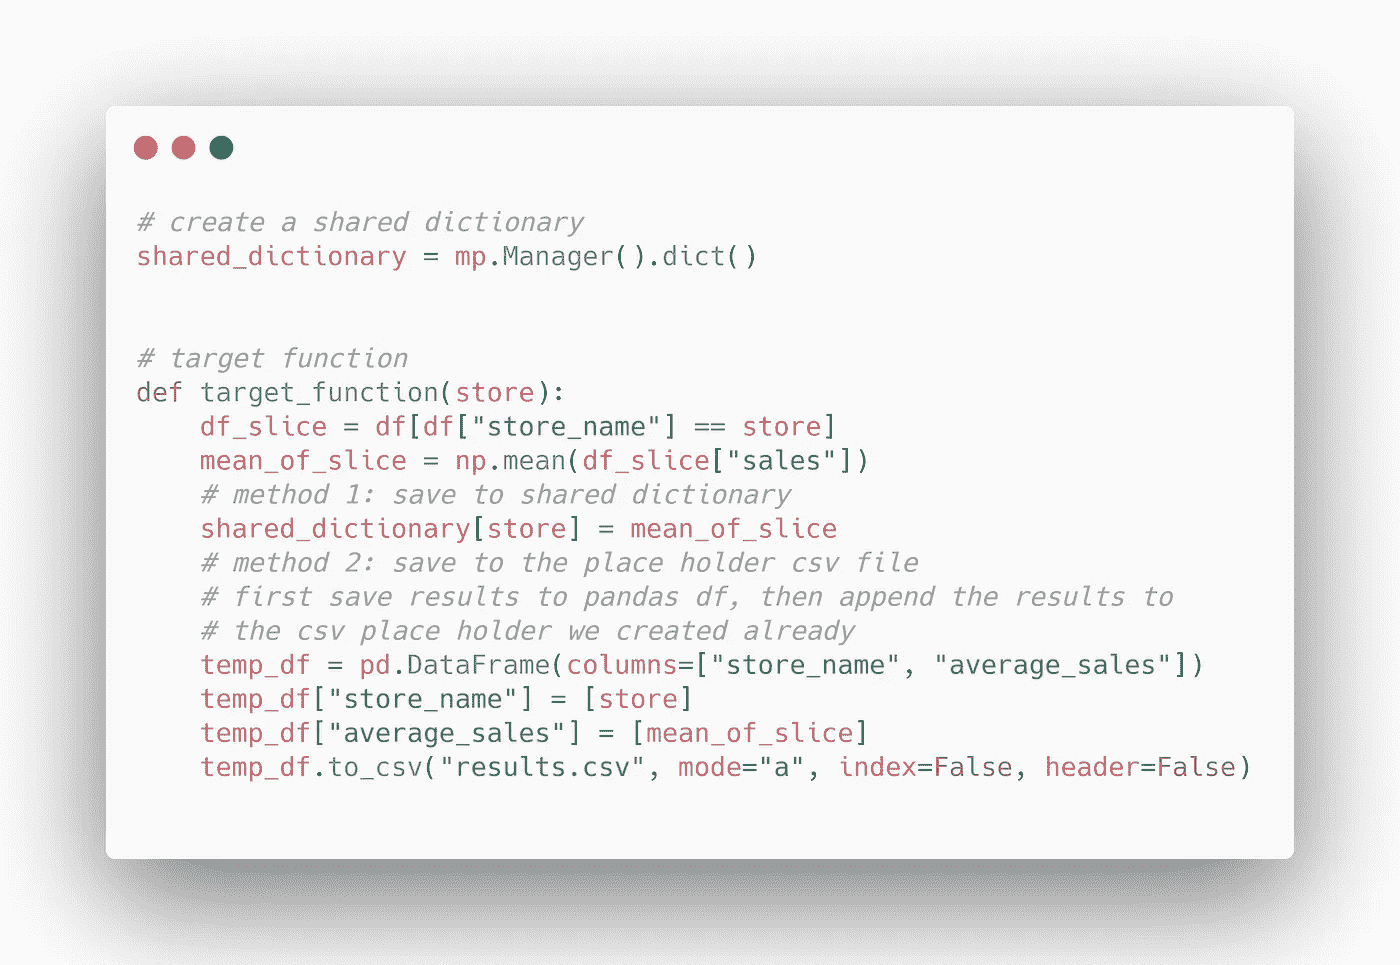 # create a shared dictionary
shared_dictionary = mp.Manager().dict()
# target function
def target_function(store):
    df_slice = df[df["store_name"] == store]
    mean_of_slice = np.mean(df_slice["sales"])
    # method 1: save to shared dictionary
    shared_dictionary[store] = mean_of_slice
    # method 2: save to the place holder csv file
    # first save results to pandas df, then append the results to
    # the csv place holder we created already
    temp_df = pd.DataFrame(columns=["store_name", "average_sales"])
    temp_df["store_name"] = [store]
    temp_df["average_sales"] = [mean_of_slice]
    temp_df.to_csv("results.csv", mode="a", index=False, header=False)